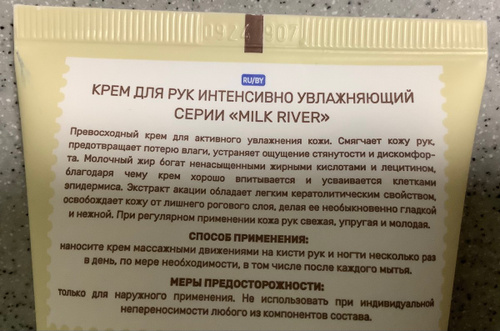 RU/BY
КРЕМ ДЛЯ РУК ИНТЕНСИВНО УВЛАЖНЯЮЩИЙ
СЕРИИ «MILK RIVER»
Превосходный крем для активного увлажнения кожи. Смягчает кожу рук,
предотвращает потерю влаги, устраняет ощущение стянутости и дискомфор-
та. Молочный жир богат ненасыщенными жирными кислотами и лецитином,
благодаря чему крем хорошо впитывается и усваивается клетками
эпидермиса. Экстракт акации обладает легким кератолитическим свойством,
освобождает кожу от лишнего рогового слоя, делая ее необыкновенно гладкой
и нежной. При регулярном применении кожа рук свежая, упругая и молодая.
СПОСОБ ПРИМЕНЕНИЯ:
наносите крем массажными движениями на кисти рук и ногти несколько раз
в день, по мере необходимости, в том числе после каждого мытья.
МЕРЫ ПРЕДОСТОРОЖНОСТИ:
только для наружного применения. Не использовать при индивидуальной
непереносимости любого из компонентов состава.